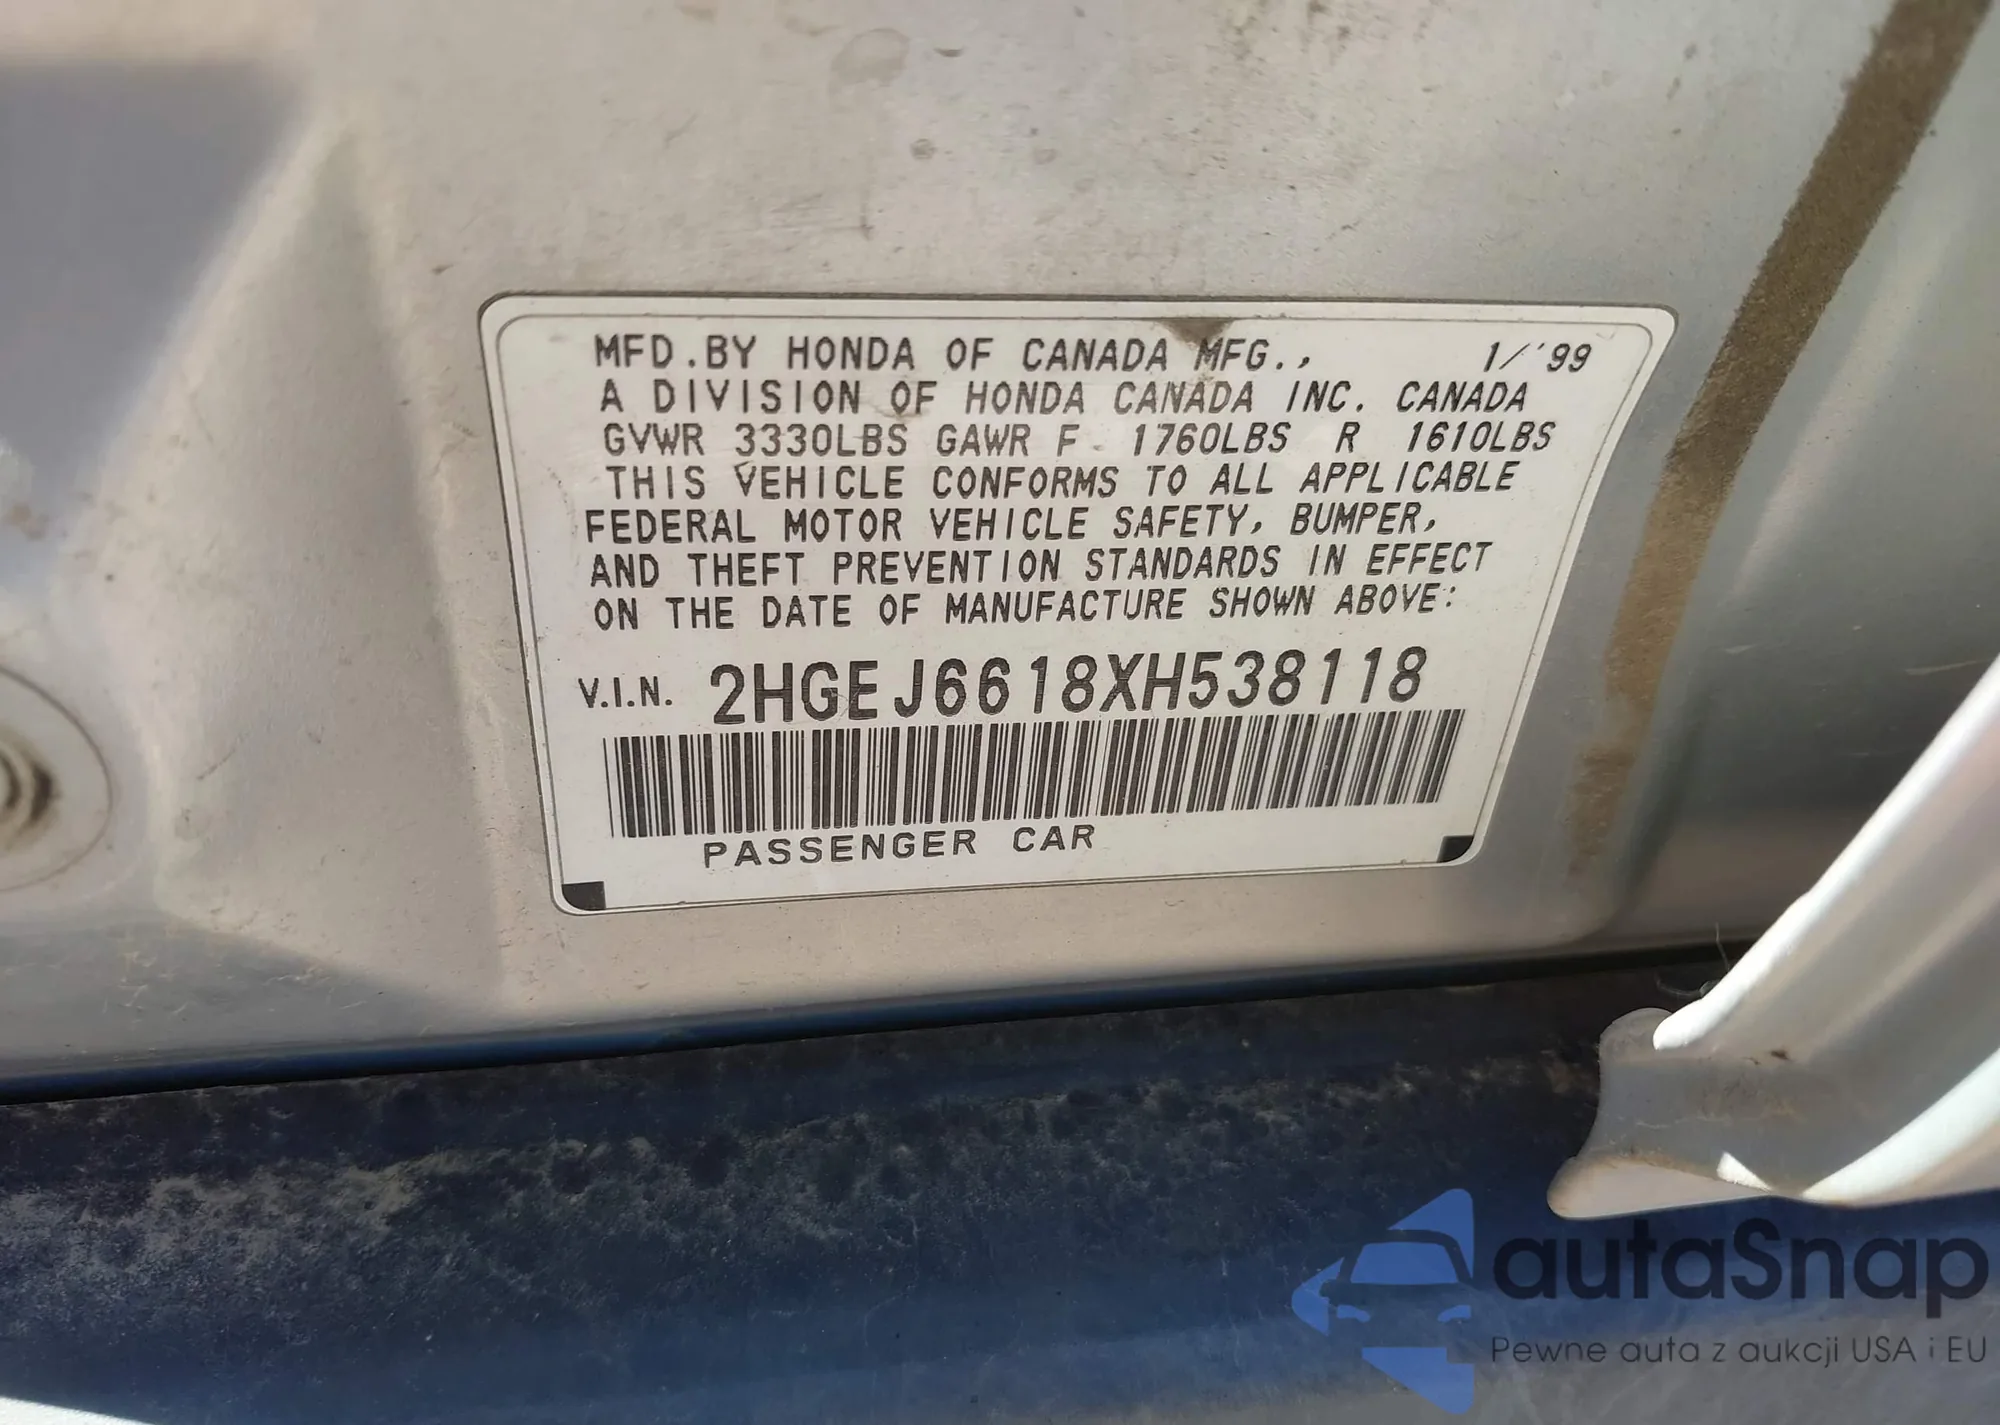 MFD.BY HONDA OF CANADA MFG., 1/'99
A DIVISION OF HONDA CANADA INC. CANADA
GVWR 3330LBS GAWR F 1760LBS R 1610LBS
THIS VEHICLE CONFORMS TO ALL APPLICABLE
FEDERAL MOTOR VEHICLE SAFETY, BUMPER,
AND THEFT PREVENTION STANDARDS IN EFFECT
ON THE DATE OF MANUFACTURE SHOWN ABOVE:
V.I.N. 2HGEJ6618XH538118
PASSENGER CAR
autaSnap
Pewne auta z aukcji USA i EU